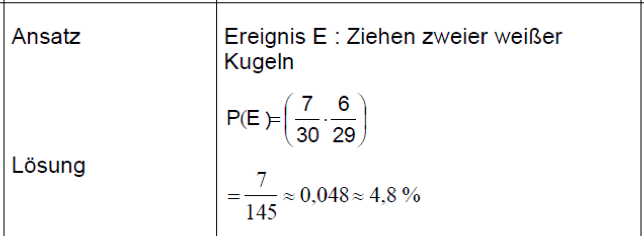 Ansatz
Ereignis E : Ziehen zweier weißer
Kugeln
P(E)=(7/30 · 6/29)
Lösung
= 7/145 ≈ 0,048 ≈ 4,8 %